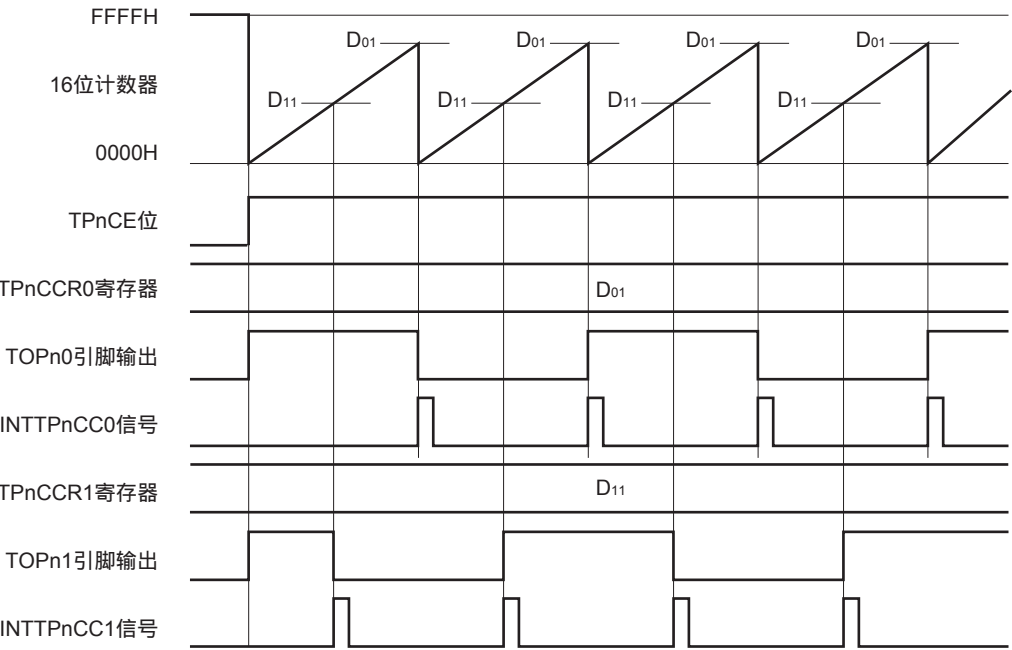 FFFFH
D01 D01 D01 D01
16位计数器
D11 D11 D11 D11
0000H
TPnCE位
TPnCCR0寄存器
D01
TOPn0引脚输出
INTTPnCC0信号
TPnCCR1寄存器
D11
TOPn1引脚输出
INTTPnCC1信号